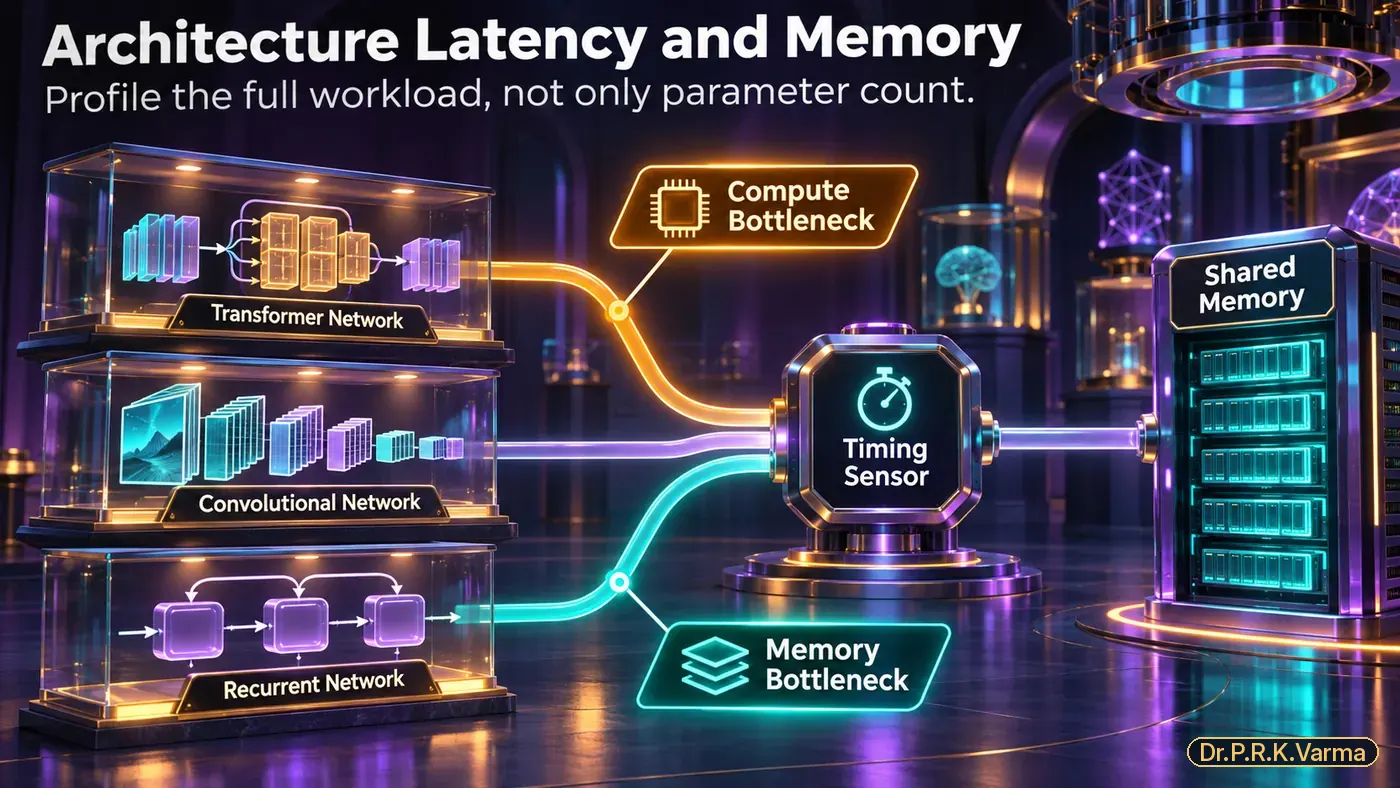 Architecture Latency and Memory
Profile the full workload, not only parameter count.
Compute
Bottleneck
Shared
Memory
Transformer Network
Timing
Sensor
Convolutional Network
Memory
Bottleneck
Recurrent Network
Dr.P.R.K.Varma